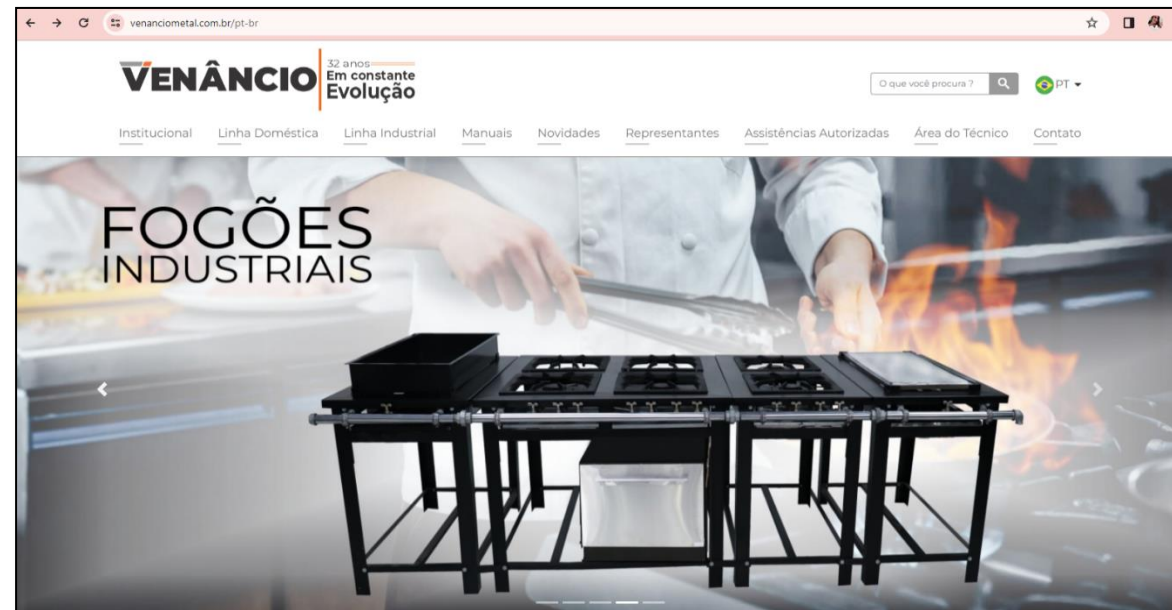 venanciometal.com.br/pt-br
VENÂNCIO
32 anos
Em constante
Evolução
O que você procura ?
PT
Institucional Linha Doméstica Linha Industrial Manuais Novidades Representantes Assistências Autorizadas Área do Técnico Contato
FOGÕES
INDUSTRIAIS